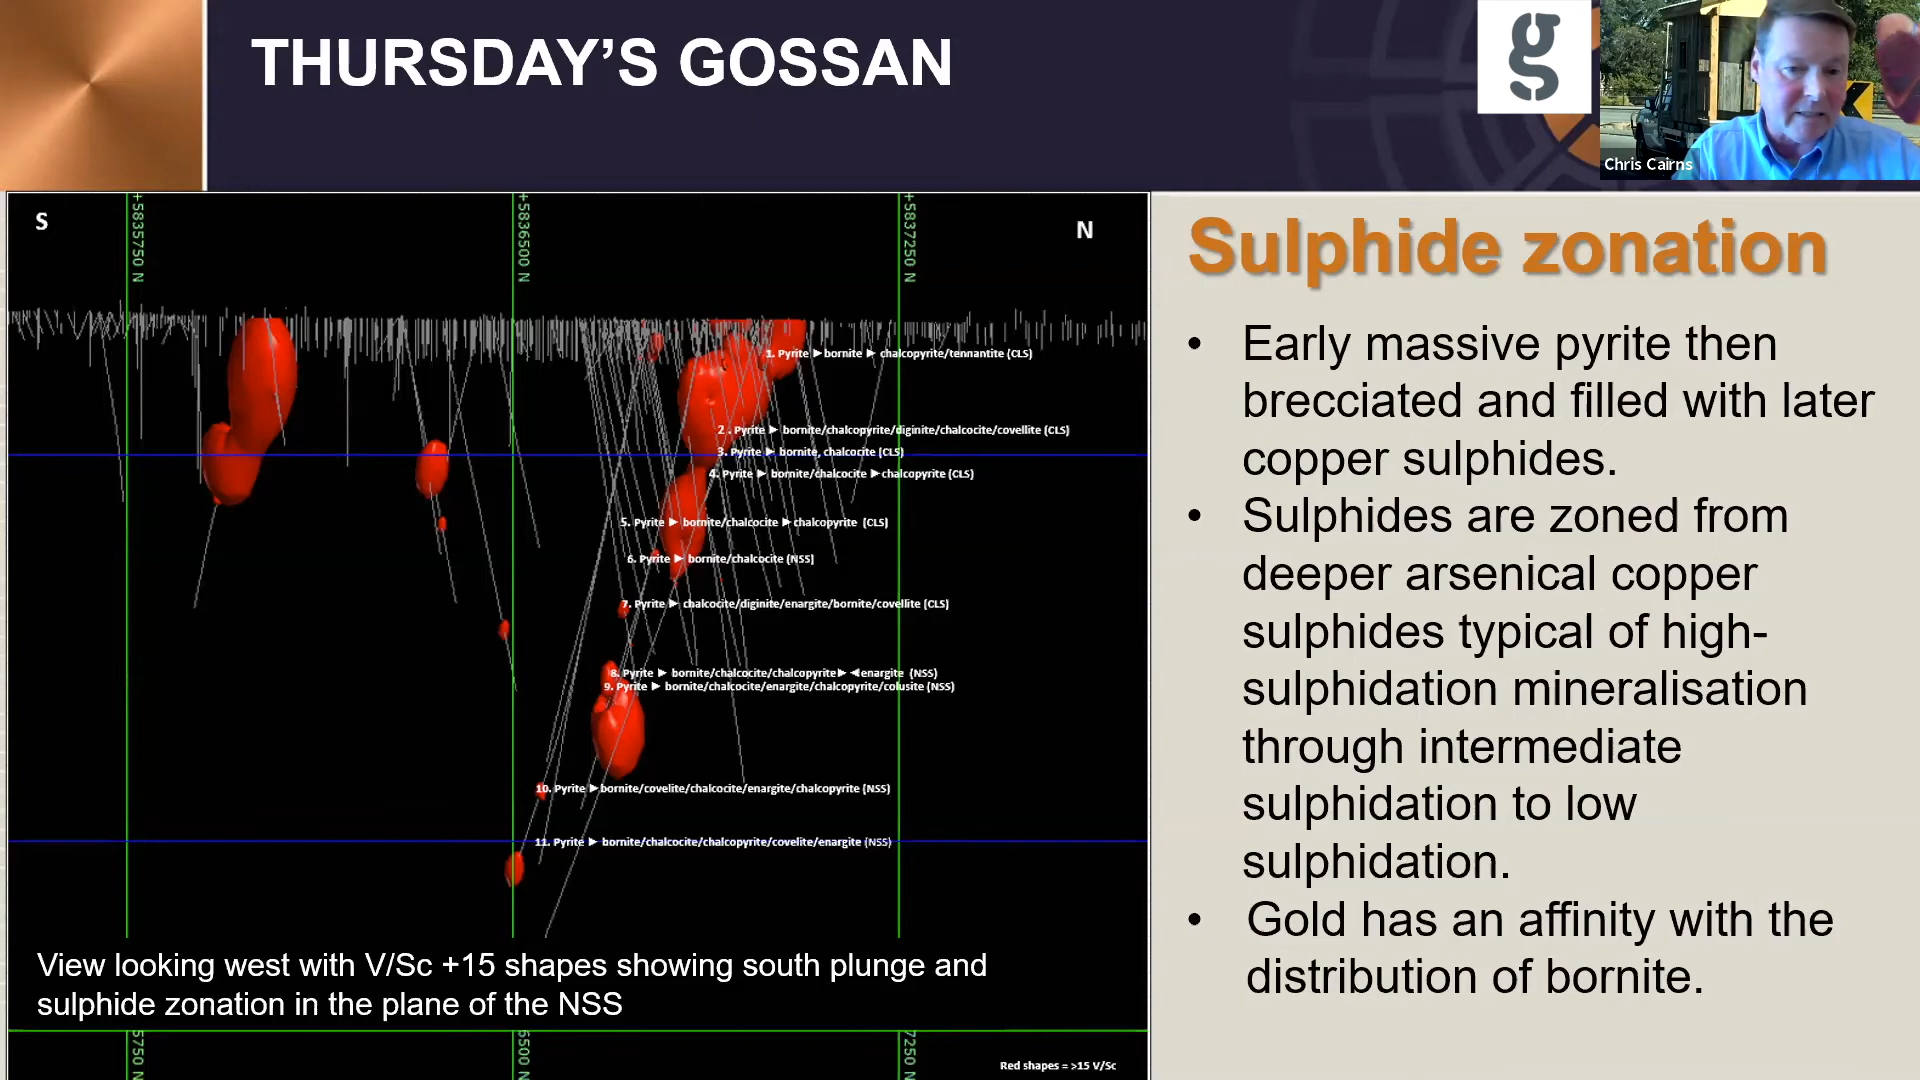 THURSDAY’S GOSSAN
gs
Chris Cairns
S
N
+5835750 N
+5836500 N
+5837250 N
1. Pyrite ►bornite ► chalcopyrite/tennantite (CLS)
2 . Pyrite ► bornite/chalcopyrite/diginite/chalcocite/covellite (CLS)
3. Pyrite ► bornite, chalcocite (CLS)
4. Pyrite ► bornite/chalcocite ►chalcopyrite (CLS)
5. Pyrite ► bornite/chalcocite ►chalcopyrite (CLS)
6. Pyrite ► bornite/chalcocite (NSS]
7. Pyrite ► chalcocite/diginite/enargite/bornite/covellite (CLS)
8. Pyrite ► bornite/chalcocite/chalcopyrite► ◄enargite (NSS)
9. Pyrite ► bornite/chalcocite/enargite/chalcopyrite/colusite (NSS)
10. Pyrite ►bornite/covelite/chalcocite/enargite/chalcopyrite (NSS)
11. Pyrite ► bornite/chalcocite/chalcopyrite/covelite/enargite (NSS)
View looking west with V/Sc +15 shapes showing south plunge and
sulphide zonation in the plane of the NSS
5750 N
6500 N
7250 N
Red shapes = >15 V/Sc
Sulphide zonation
• Early massive pyrite then
brecciated and filled with later
copper sulphides.
• Sulphides are zoned from
deeper arsenical copper
sulphides typical of high-
sulphidation mineralisation
through intermediate
sulphidation to low
sulphidation.
• Gold has an affinity with the
distribution of bornite.